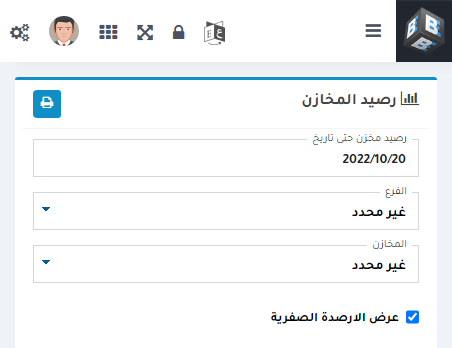 B B B
ع E
رصيد المخازن
رصيد مخزن حتى تاريخ
2022/10/20
الفرع
غير محدد
المخازن
غير محدد
عرض الارصدة الصفرية